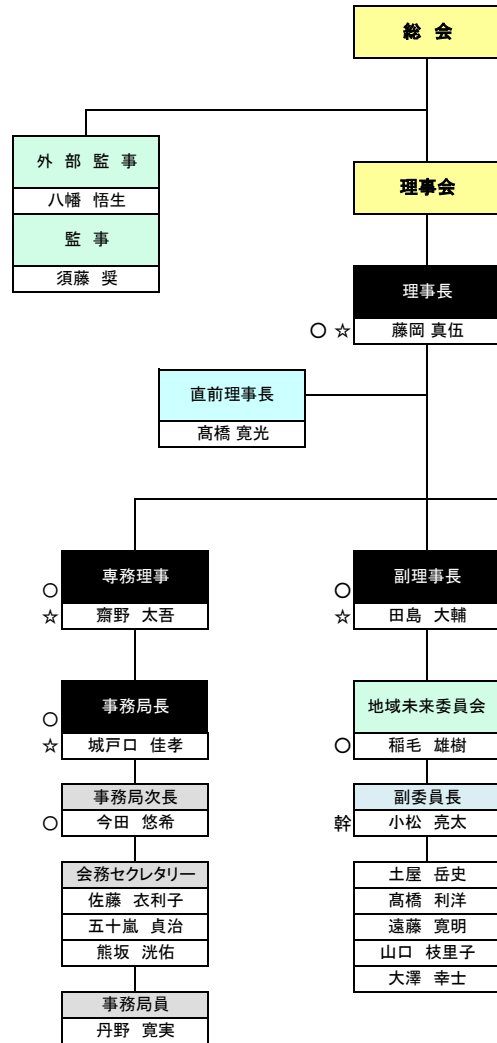 総 会
外 部 監 事
八幡 悟生
監 事
須藤 奨
理事会
理事長
○ ☆ 藤岡 真伍
直前理事長
髙橋 寛光
専務理事
○
☆ 齋野 太吾
事務局長
○
☆ 城戸口 佳孝
事務局次長
○ 今田 悠希
会務セクレタリー
佐藤 衣利子
五十嵐 貞治
熊坂 洸佑
事務局員
丹野 寛実
副理事長
○
☆ 田島 大輔
地域未来委員会
○ 稲毛 雄樹
副委員長
幹 小松 亮太
土屋 岳史
髙橋 利洋
遠藤 寛明
山口 枝里子
大澤 幸士